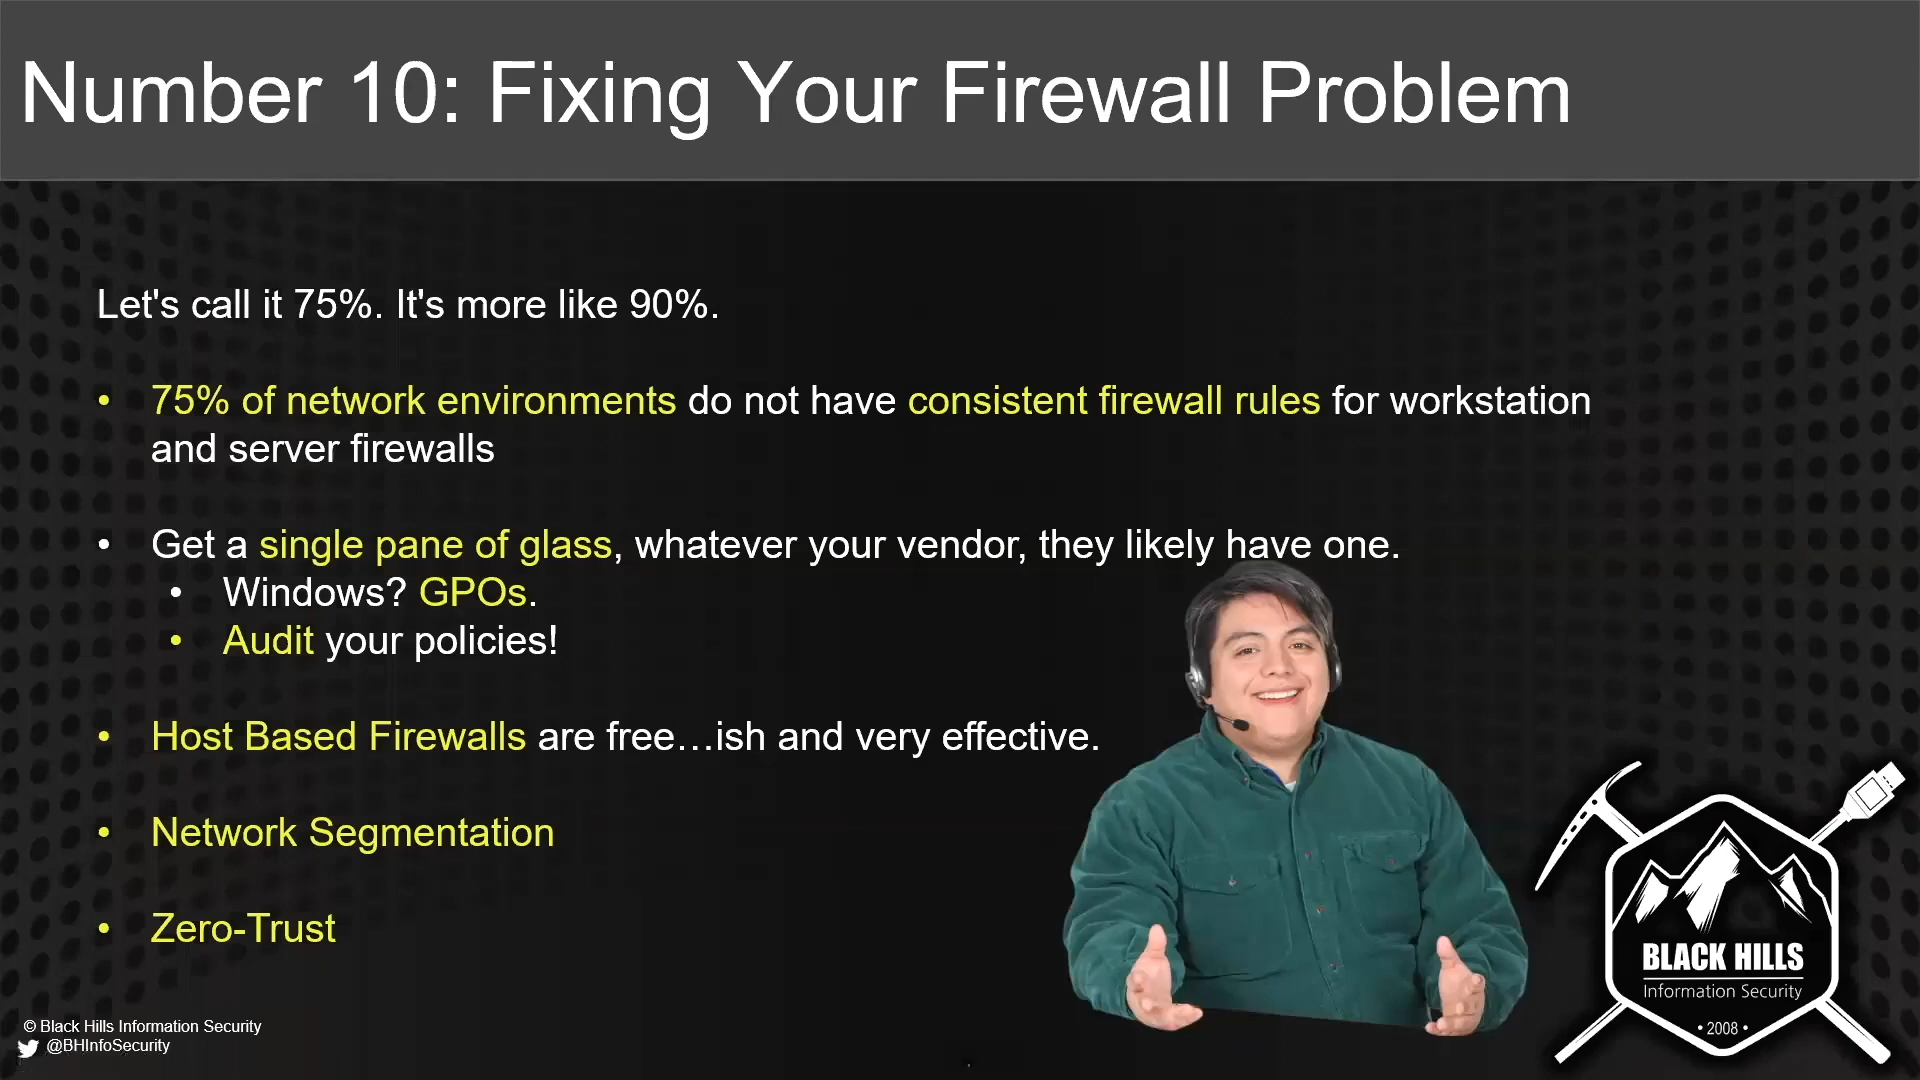 Number 10: Fixing Your Firewall Problem
Let's call it 75%. It's more like 90%.
• 75% of network environments do not have consistent firewall rules for workstation
and server firewalls
• Get a single pane of glass, whatever your vendor, they likely have one.
• Windows? GPOs.
• Audit your policies!
• Host Based Firewalls are free…ish and very effective.
• Network Segmentation
• Zero-Trust
BLACK HILLS
Information Security
• 2008 •
© Black Hills Information Security
@BHInfoSecurity